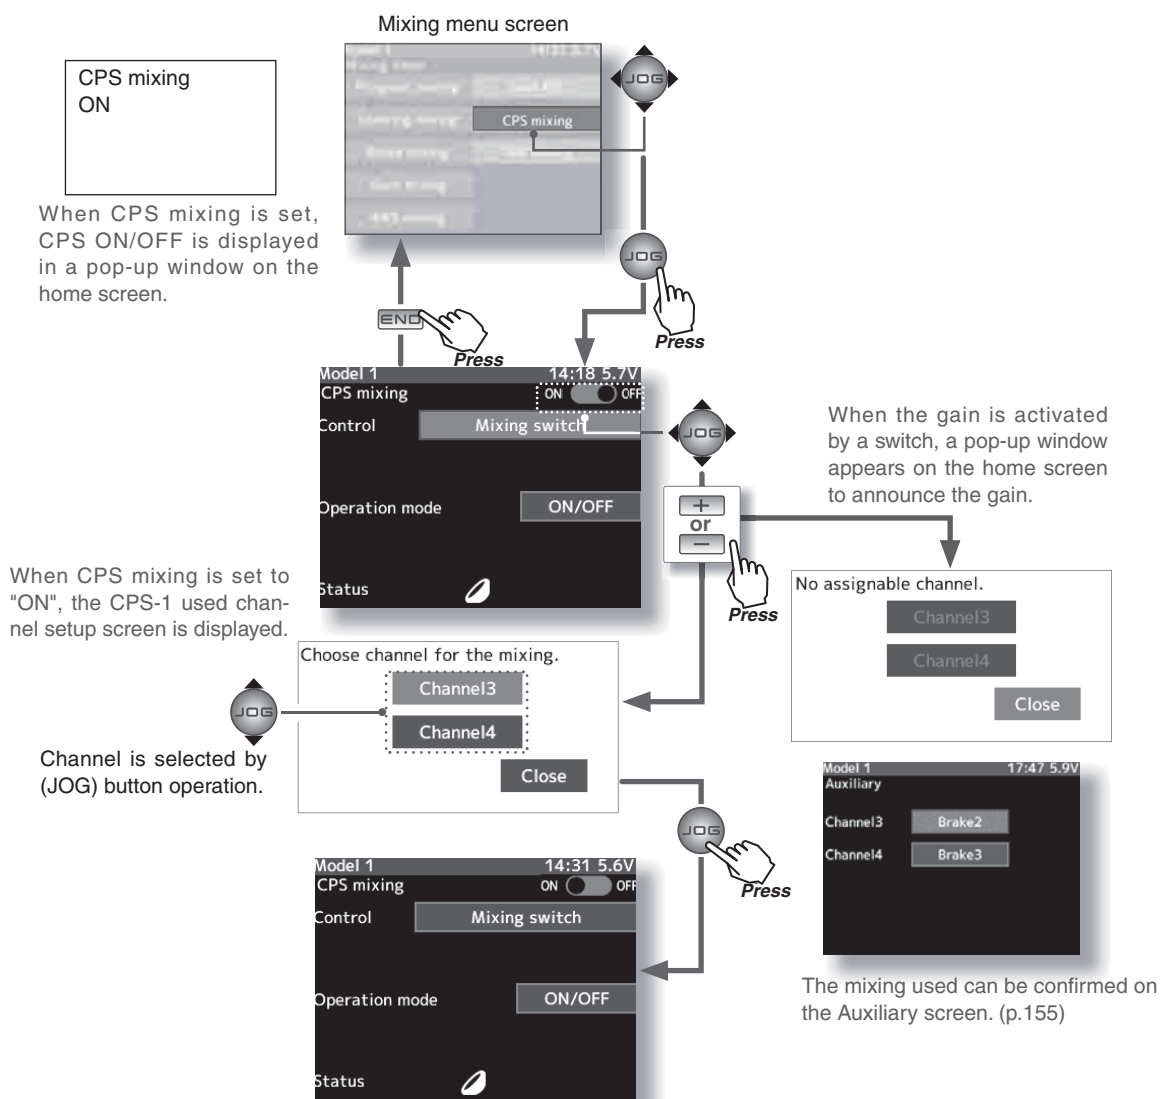 Mixing menu screen
CPS mixing
ON
When CPS mixing is set,
CPS ON/OFF is displayed
in a pop-up window on the
home screen.
CPS mixing
JOG
JOG
Press
END
Press
Model 1 14:18 5.7V
CPS mixing ON OFF
Control Mixing switch
Operation mode ON/OFF
Status
JOG
+
or
−
Press
When the gain is activated
by a switch, a pop-up window
appears on the home screen
to announce the gain.
When CPS mixing is set to
"ON", the CPS-1 used chan-
nel setup screen is displayed.
No assignable channel.
Channel3
Channel4
Close
Choose channel for the mixing.
Channel3
Channel4
Close
JOG
Channel is selected by
(JOG) button operation.
JOG
Press
Model 1 17:47 5.9V
Auxiliary
Channel3 Brake2
Channel4 Brake3
The mixing used can be confirmed on
the Auxiliary screen. (p.155)
Model 1 14:31 5.6V
CPS mixing ON OFF
Control Mixing switch
Operation mode ON/OFF
Status